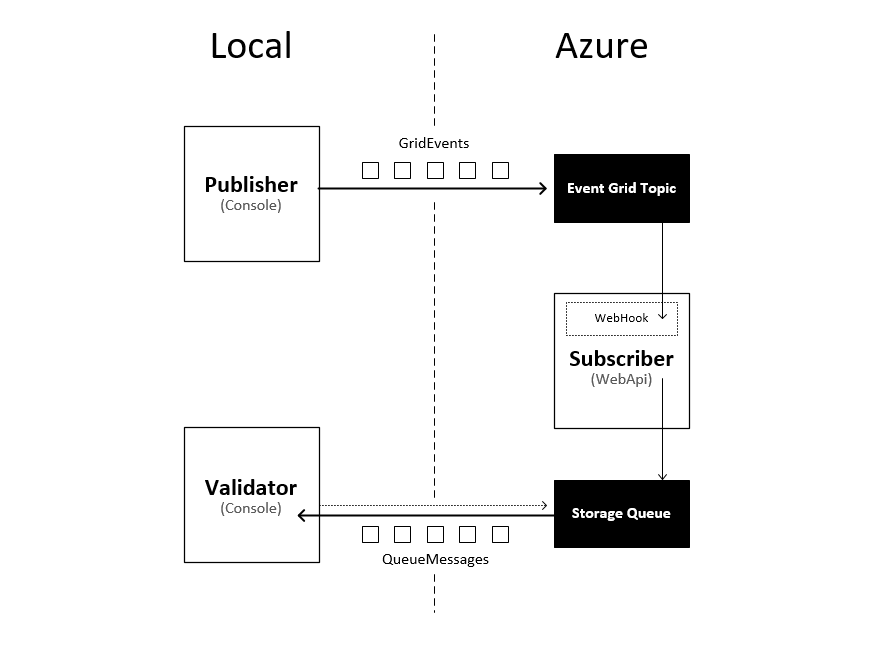 Local
Azure
GridEvents
Publisher
(Console)
Event Grid Topic
WebHook
Subscriber
(WebApi)
Validator
(Console)
Storage Queue
QueueMessages